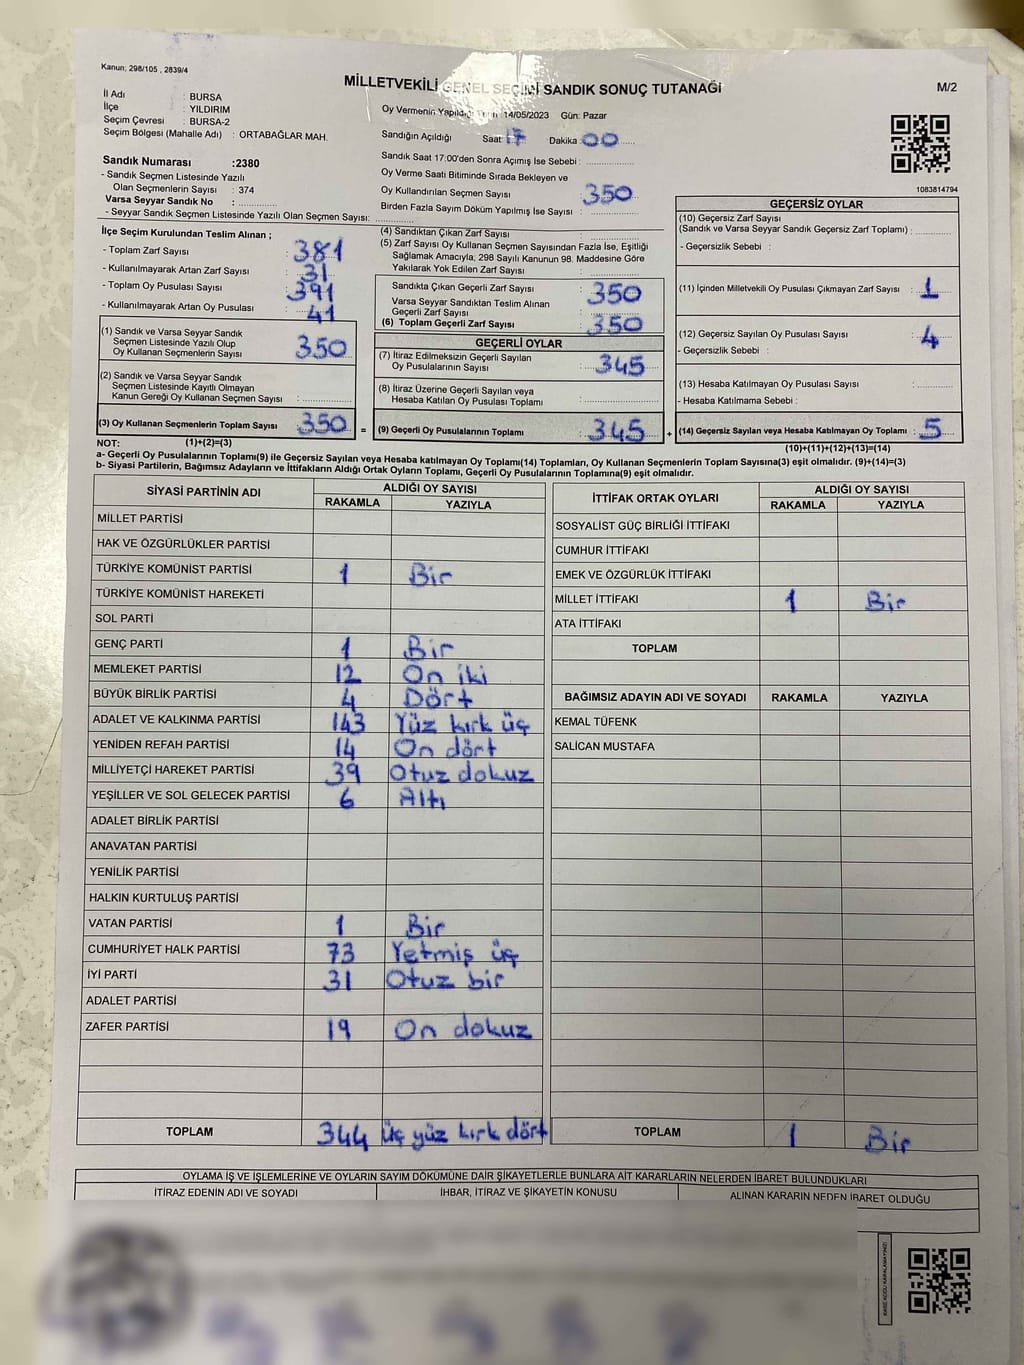 Kanun; 298/105 , 2839/4
MİLLETVEKİLİ GENEL SEÇİMİ SANDIK SONUÇ TUTANAĞI
M/2
İl Adı : BURSA
İlçe : YILDIRIM
Seçim Çevresi : BURSA-2
Seçim Bölgesi (Mahalle Adı) : ORTABAĞLAR MAH.
Oy Vermenin Yapıldığı 14/05/2023 Gün: Pazar
Sandığın Açıldığı Saat: 17 Dakika: 00
Sandık Saat 17:00'den Sonra Açımış İse Sebebi :
Oy Verme Saati Bitiminde Sırada Bekleyen ve
Oy Kullandırılan Seçmen Sayısı : 350
Birden Fazla Sayım Döküm Yapılmış İse Sayısı :
1083814794
Sandık Numarası :2380
- Sandık Seçmen Listesinde Yazılı
Olan Seçmenlerin Sayısı : 374
Varsa Seyyar Sandık No :
- Seyyar Sandık Seçmen Listesinde Yazılı Olan Seçmen Sayısı:
İlçe Seçim Kurulundan Teslim Alınan ;
- Toplam Zarf Sayısı : 381
- Kullanılmayarak Artan Zarf Sayısı : 31
- Toplam Oy Pusulası Sayısı : 391
- Kullanılmayarak Artan Oy Pusulası : 41
(1) Sandık ve Varsa Seyyar Sandık
Seçmen Listesinde Yazılı Olup
Oy Kullanan Seçmenlerin Sayısı : 350
(2) Sandık ve Varsa Seyyar Sandık
Seçmen Listesinde Kayıtlı Olmayan
Kanun Gereği Oy Kullanan Seçmen Sayısı :
(3) Oy Kullanan Seçmenlerin Toplam Sayısı : 350 =
(4) Sandıktan Çıkan Zarf Sayısı :
(5) Zarf Sayısı Oy Kullanan Seçmen Sayısından Fazla İse, Eşitliği
Sağlamak Amacıyla, 298 Sayılı Kanunun 98. Maddesine Göre
Yakılarak Yok Edilen Zarf Sayısı :
Sandıkta Çıkan Geçerli Zarf Sayısı : 350
Varsa Seyyar Sandıktan Teslim Alınan
Geçerli Zarf Sayısı :
(6) Toplam Geçerli Zarf Sayısı : 350
GEÇERLİ OYLAR
(7) İtiraz Edilmeksizin Geçerli Sayılan
Oy Pusulalarının Sayısı : 345
(8) İtiraz Üzerine Geçerli Sayılan veya
Hesaba Katılan Oy Pusulası Toplamı :
(9) Geçerli Oy Pusulalarının Toplamı : 345 +
GEÇERSİZ OYLAR
(10) Geçersiz Zarf Sayısı
(Sandık ve Varsa Seyyar Sandık Geçersiz Zarf Toplamı) :
- Geçersizlik Sebebi :
(11) İçinden Milletvekili Oy Pusulası Çıkmayan Zarf Sayısı : 1
(12) Geçersiz Sayılan Oy Pusulası Sayısı : 4
- Geçersizlik Sebebi :
(13) Hesaba Katılmayan Oy Pusulası Sayısı :
- Hesaba Katılmama Sebebi :
(14) Geçersiz Sayılan veya Hesaba Katılmayan Oy Toplamı : 5
NOT: (1)+(2)=(3)
(10)+(11)+(12)+(13)=(14)
a- Geçerli Oy Pusulalarının Toplamı(9) ile Geçersiz Sayılan veya Hesaba katılmayan Oy Toplamı(14) Toplamları, Oy Kullanan Seçmenlerin Toplam Sayısına(3) eşit olmalıdır. (9)+(14)=(3)
b- Siyasi Partilerin, Bağımsız Adayların ve İttifakların Aldığı Ortak Oyların Toplamı, Geçerli Oy Pusulalarının Toplamına(9) eşit olmalıdır.
SİYASİ PARTİNİN ADI ALDIĞI OY SAYISI
RAKAMLA YAZIYLA
MİLLET PARTİSİ
HAK VE ÖZGÜRLÜKLER PARTİSİ
TÜRKİYE KOMÜNİST PARTİSİ 1 Bir
TÜRKİYE KOMÜNİST HAREKETİ
SOL PARTİ
GENÇ PARTİ 1 Bir
MEMLEKET PARTİSİ 12 On iki
BÜYÜK BİRLİK PARTİSİ 4 Dört
ADALET VE KALKINMA PARTİSİ 143 Yüz kırk üç
YENİDEN REFAH PARTİSİ 14 On dört
MİLLİYETÇİ HAREKET PARTİSİ 39 Otuz dokuz
YEŞİLLER VE SOL GELECEK PARTİSİ 6 Altı
ADALET BİRLİK PARTİSİ
ANAVATAN PARTİSİ
YENİLİK PARTİSİ
HALKIN KURTULUŞ PARTİSİ
VATAN PARTİSİ 1 Bir
CUMHURİYET HALK PARTİSİ 73 Yetmiş üç
İYİ PARTİ 31 Otuz bir
ADALET PARTİSİ
ZAFER PARTİSİ 19 On dokuz
TOPLAM 344 üç yüz kırk dört
İTTİFAK ORTAK OYLARI ALDIĞI OY SAYISI
RAKAMLA YAZIYLA
SOSYALİST GÜÇ BİRLİĞİ İTTİFAKI
CUMHUR İTTİFAKI
EMEK VE ÖZGÜRLÜK İTTİFAKI
MİLLET İTTİFAKI 1 Bir
ATA İTTİFAKI
TOPLAM
BAĞIMSIZ ADAYIN ADI VE SOYADI RAKAMLA YAZIYLA
KEMAL TÜFENK
SALİCAN MUSTAFA
TOPLAM 1 Bir
OYLAMA İŞ VE İŞLEMLERİNE VE OYLARIN SAYIM DÖKÜMÜNE DAİR ŞİKAYETLERLE BUNLARA AİT KARARLARIN NELERDEN İBARET BULUNDUKLARI
İTİRAZ EDENİN ADI VE SOYADI İHBAR, İTİRAZ VE ŞİKAYETİN KONUSU ALINAN KARARIN NEDEN İBARET OLDUĞU